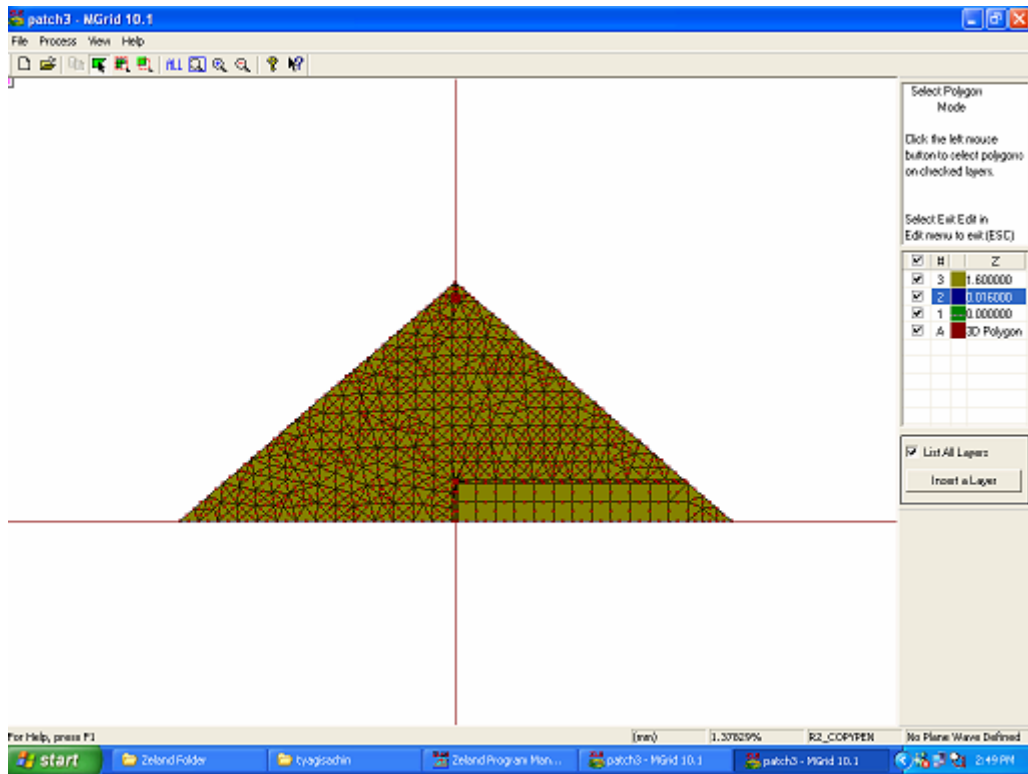 patch3 - MGrid 10.1
File Process View Help
ALL
Select Polygon
Mode
Click the left mouse
button to select polygons
on checked layers.
Select Exit Edit in
Edit menu to exit (ESC)
# Z
3 1.600000
2 0.016000
1 0.000000
A 3D Polygon
List All Layers
Insert a Layer
For Help, press F1 (mm) 1.37829% R2_COPYPEN No Plane Wave Defined
start Zeland Folder tyagisachin Zeland Program Man... patch3 - MGrid 10.1 patch3 - MGrid 10.1 2:49 PM